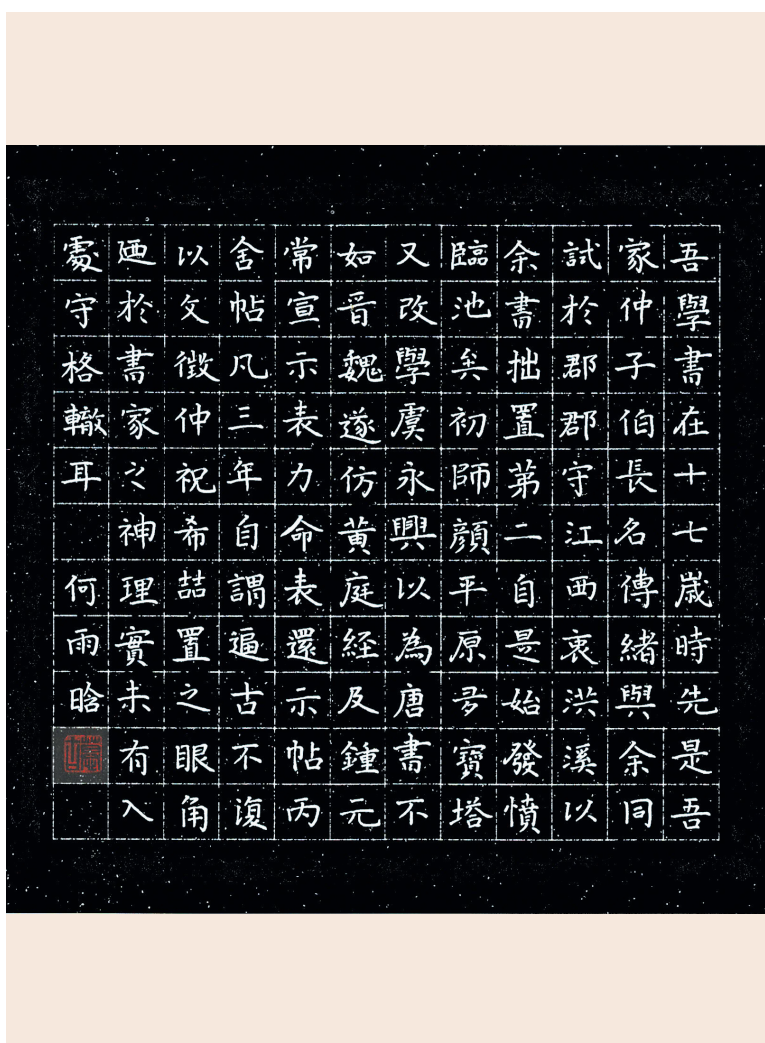 吾學書在十七歲時先是吾
家仲子伯長名傳緒與余同
試於郡郡守江西衷洪溪以
余書拙置第二自是始發憤
臨池矣初師顔平原多寶塔
又改學虞永興以為唐書不
如晉魏遂仿黄庭經及鍾元
常宣示表力命表還示帖丙
舍帖凡三年自謂逼古不復
以文徵仲祝希喆置之眼角
廼於書家之神理實未有入
處守格轍耳 何雨晗